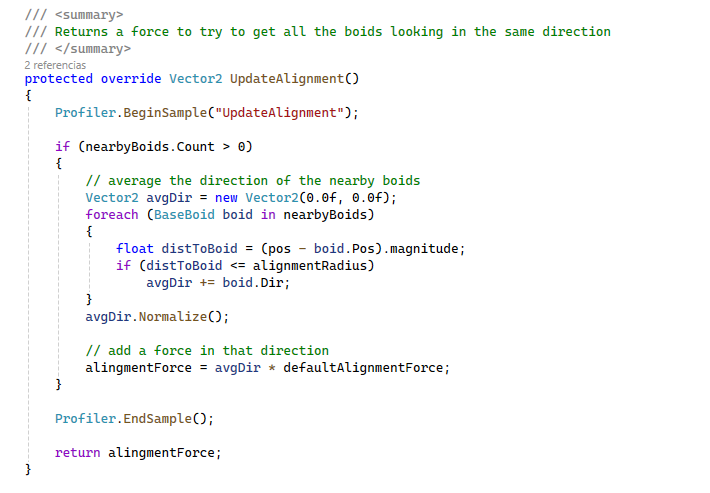 /// <summary>
/// Returns a force to try to get all the boids looking in the same direction
/// </summary>
2 referencias
protected override Vector2 UpdateAlignment()
{
    Profiler.BeginSample("UpdateAlignment");

    if (nearbyBoids.Count > 0)
    {
        // average the direction of the nearby boids
        Vector2 avgDir = new Vector2(0.0f, 0.0f);
        foreach (BaseBoid boid in nearbyBoids)
        {
            float distToBoid = (pos - boid.Pos).magnitude;
            if (distToBoid <= alignmentRadius)
                avgDir += boid.Dir;
        }
        avgDir.Normalize();

        // add a force in that direction
        alingmentForce = avgDir * defaultAlignmentForce;
    }

    Profiler.EndSample();

    return alingmentForce;
}